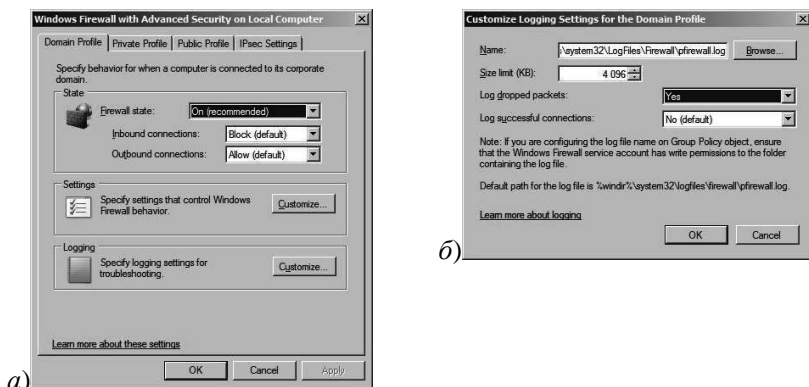 Windows Firewall with Advanced Security on Local Computer
Domain Profile
Private Profile
Public Profile
IPsec Settings
Specify behavior for when a computer is connected to its corporate
domain.
State
Firewall state:
On (recommended)
Inbound connections:
Block (default)
Outbound connections:
Allow (default)
Settings
Specify settings that control Windows
Firewall behavior.
Customize...
Logging
Specify logging settings for
troubleshooting.
Customize...
Learn more about these settings
OK
Cancel
Apply
а)
Customize Logging Settings for the Domain Profile
Name:
\system32\LogFiles\Firewall\pfirewall.log
Browse...
Size limit (KB):
4 096
Log dropped packets:
Yes
Log successful connections:
No (default)
Note: If you are configuring the log file name on Group Policy object, ensure
that the Windows Firewall service account has write permissions to the folder
containing the log file.
Default path for the log file is %windir%\system32\logfiles\firewall\pfirewall.log.
Learn more about logging
OK
Cancel
б)